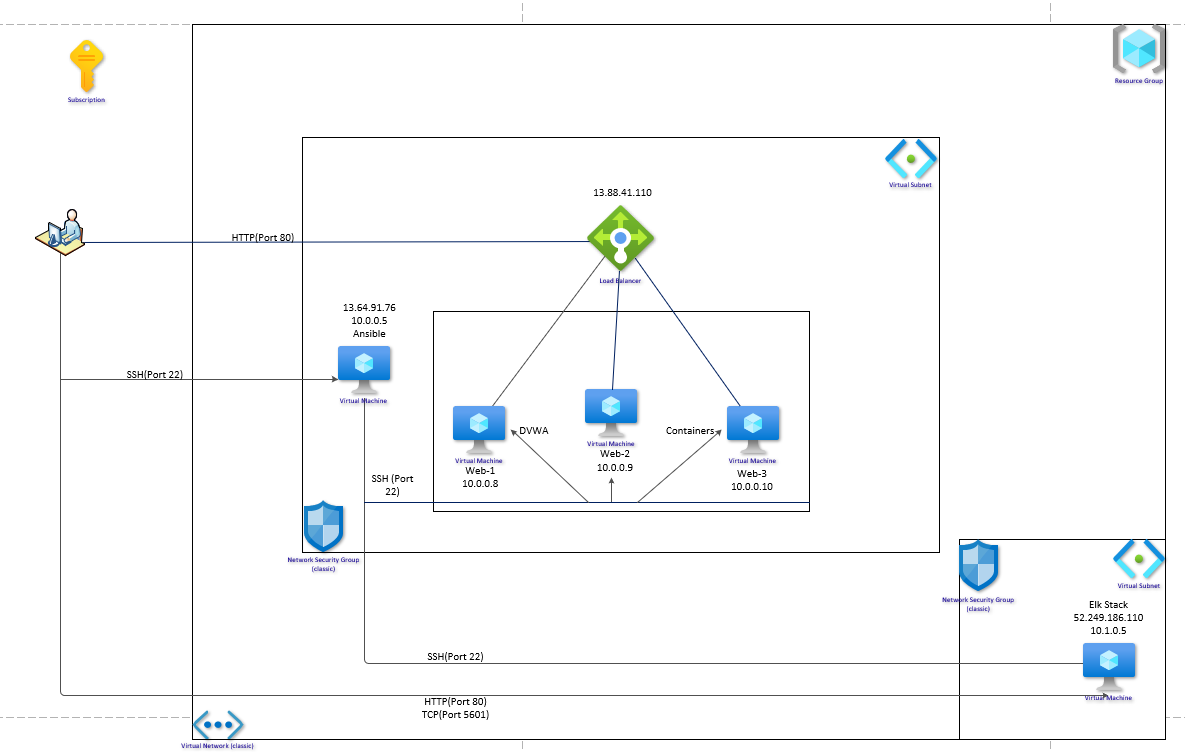 Subscription
Resource Group
Virtual Subnet
13.88.41.110
HTTP(Port 80)
Load Balancer
13.64.91.76
10.0.0.5
Ansible
SSH(Port 22)
Virtual Machine
DVWA
Containers
Virtual Machine
Web-1
10.0.0.8
Virtual Machine
Web-2
10.0.0.9
Virtual Machine
Web-3
10.0.0.10
SSH (Port
22)
Network Security Group
(classic)
Network Security Group
(classic)
Virtual Subnet
Elk Stack
52.249.186.110
10.1.0.5
SSH(Port 22)
Virtual Machine
HTTP(Port 80)
TCP(Port 5601)
Virtual Network (classic)